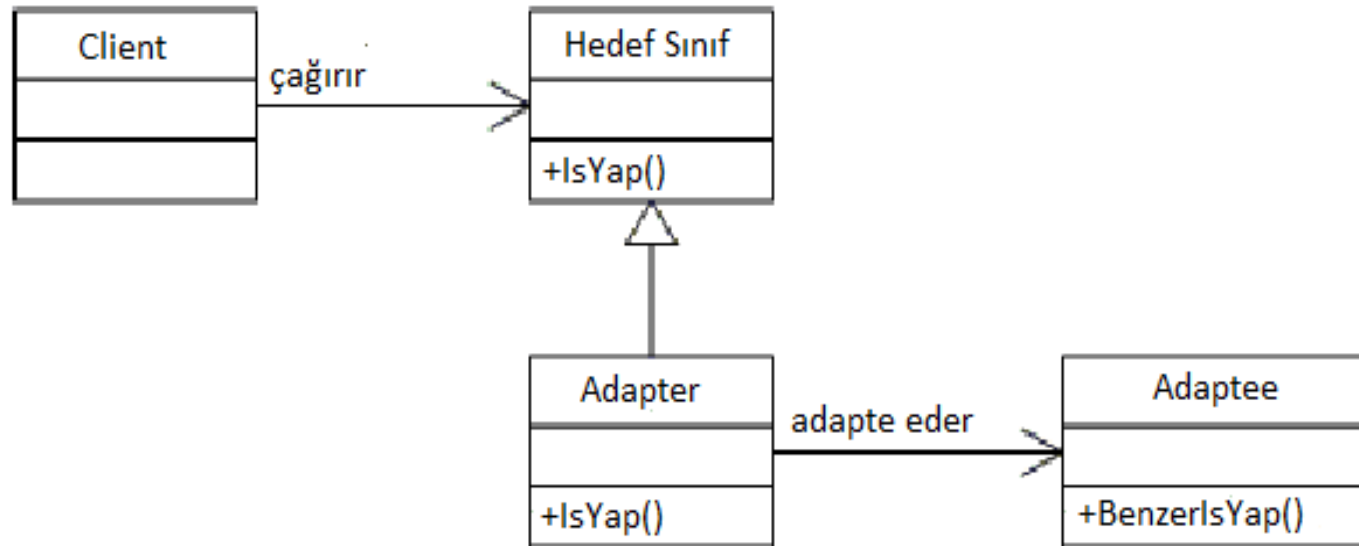 Client
çağırır
Hedef Sınıf
+IsYap()
Adapter
+IsYap()
adapte eder
Adaptee
+BenzerIsYap()